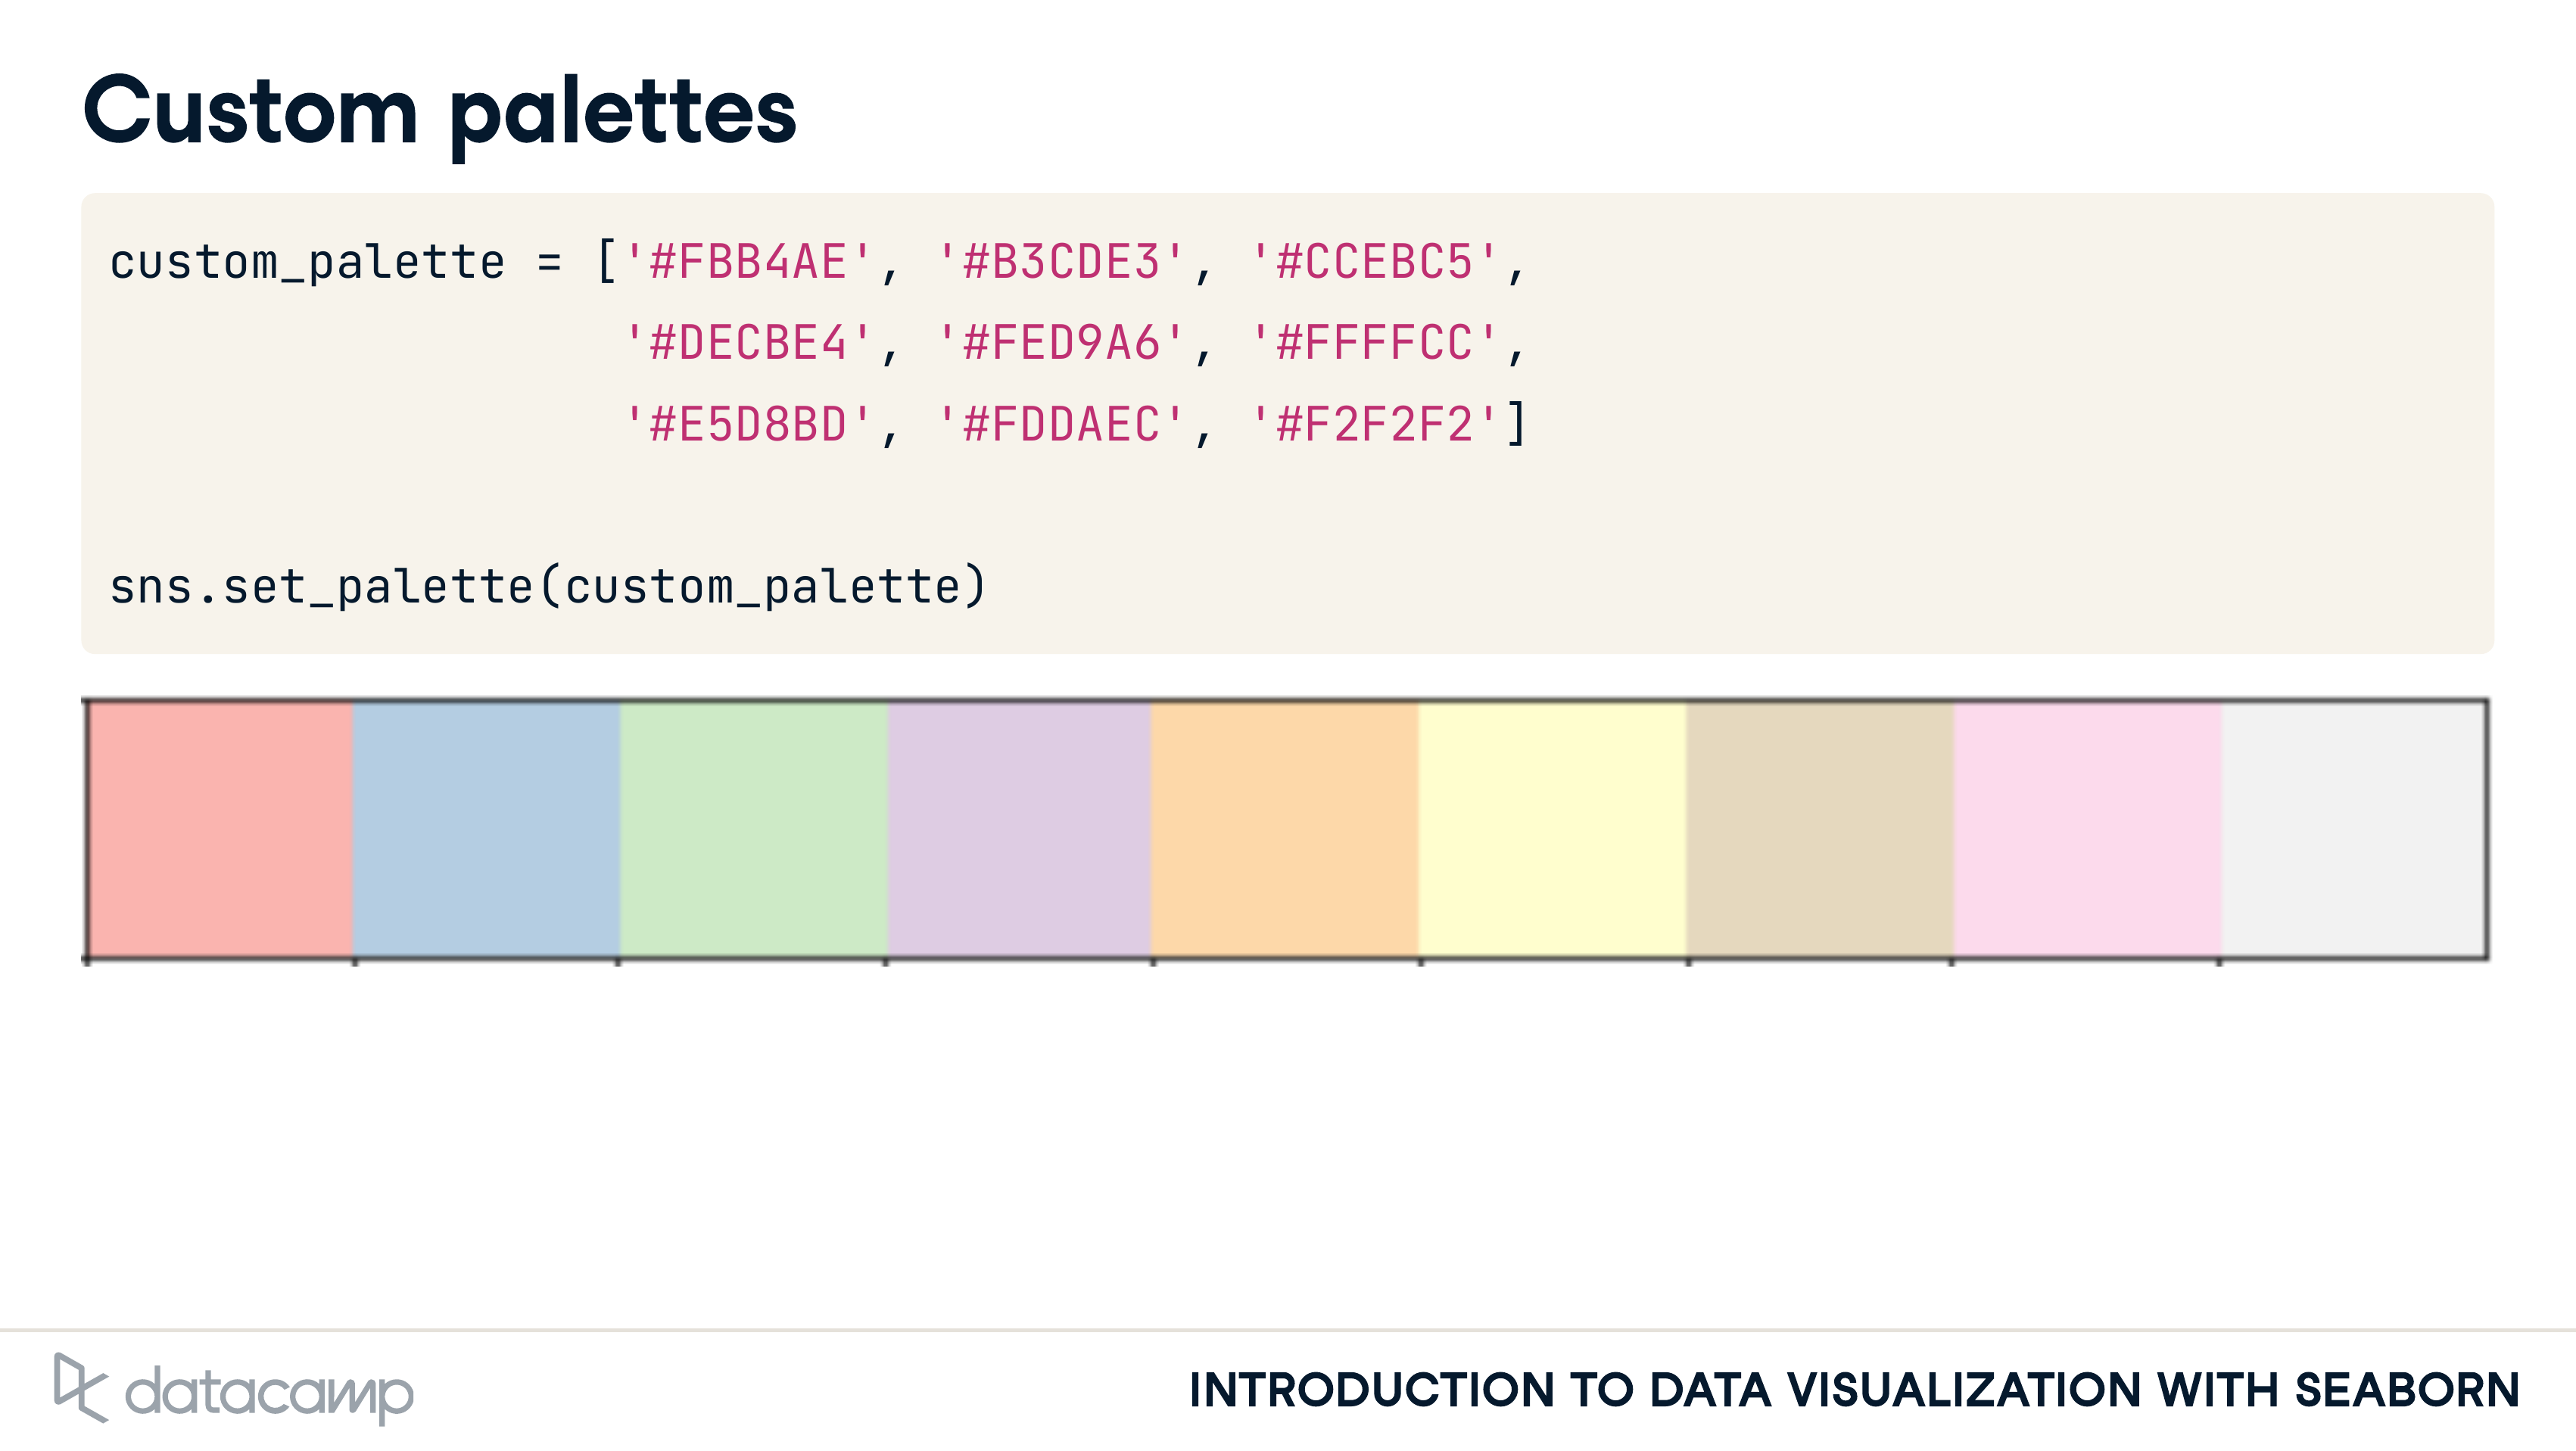 Custom palettes
custom_palette = ['#FBB4AE', '#B3CDE3', '#CCEBC5',
'#DECBE4', '#FED9A6', '#FFFFCC',
'#E5D8BD', '#FDDAEC', '#F2F2F2']
sns.set_palette(custom_palette)
datacamp
INTRODUCTION TO DATA VISUALIZATION WITH SEABORN